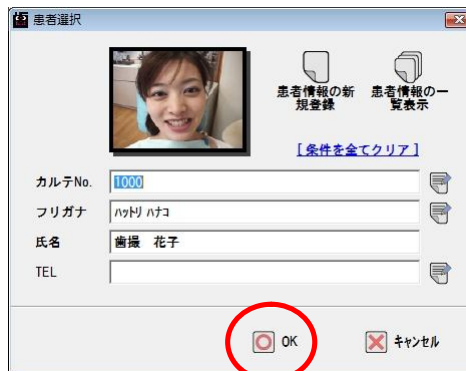 患者選択
患者情報の新
規登録
患者情報の一
覧表示
[条件を全てクリア]
カルテNo. 1000
フリガナ ハットリ ハナコ
氏名 歯撮 花子
TEL
OK キャンセル